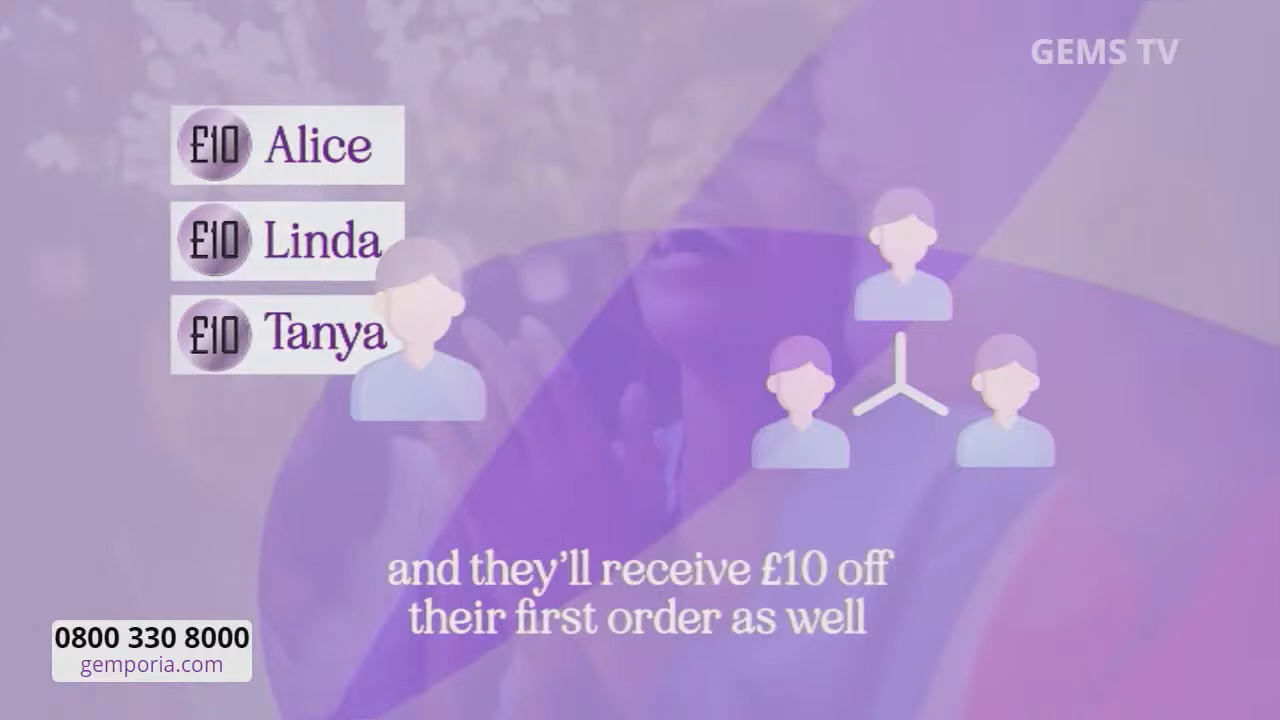 GEMS TV
£10 Alice
£10 Linda
£10 Tanya
and they'll receive £10 off
their first order as well
0800 330 8000
gemporia.com